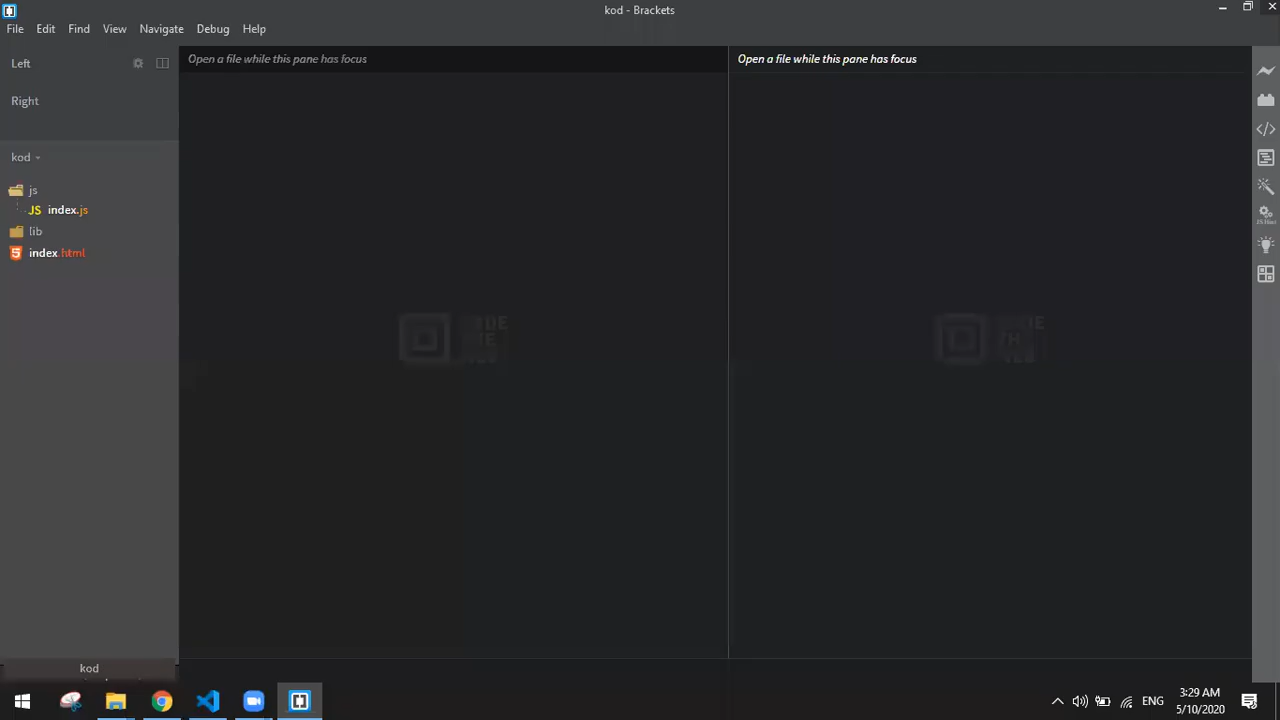 kod - Brackets
File Edit Find View Navigate Debug Help
Left
Open a file while this pane has focus
Open a file while this pane has focus
Right
kod
js
JS index.js
lib
index.html
kod
ENG
3:29 AM
5/10/2020